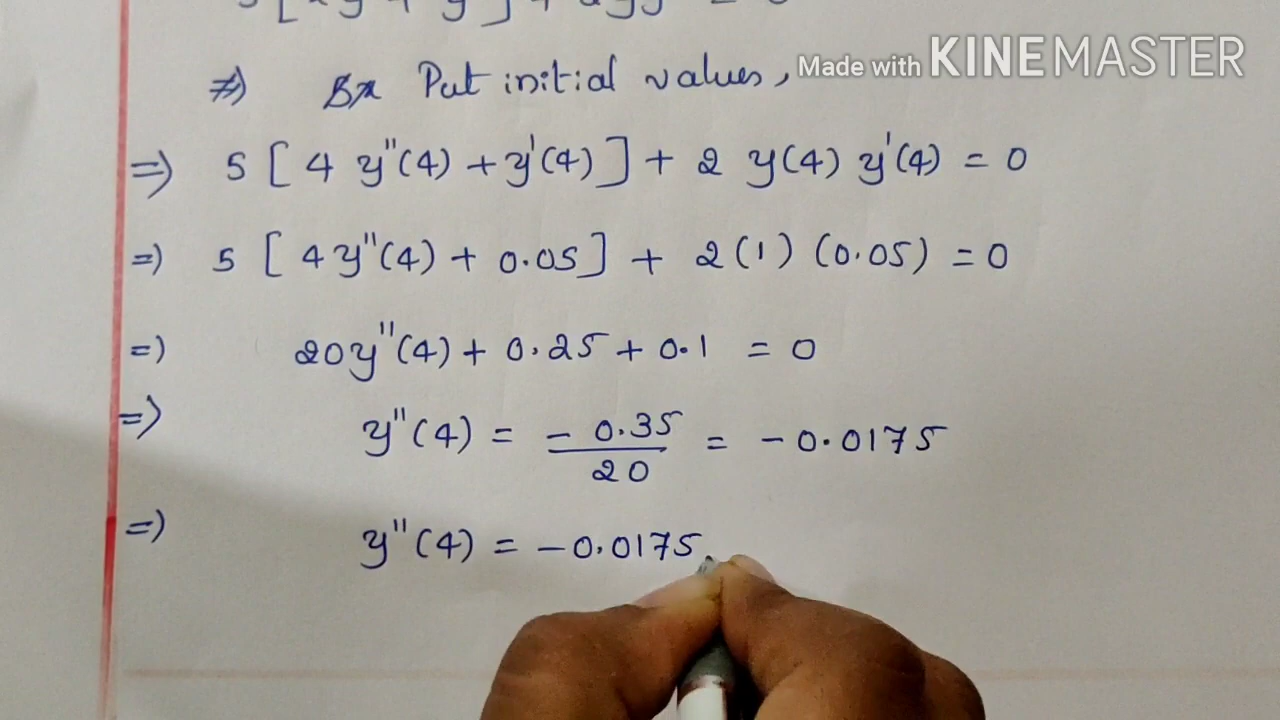 Made with KINEMASTER
≠) Put initial values,
=> 5 [ 4 y''(4) + y'(4) ] + 2 y(4) y'(4) = 0
=) 5 [ 4y''(4) + 0.05 ] + 2 (1) (0.05) = 0
=) 20y''(4) + 0.25 + 0.1 = 0
=> y''(4) = - 0.35 / 20 = - 0.0175
=) y''(4) = - 0.0175